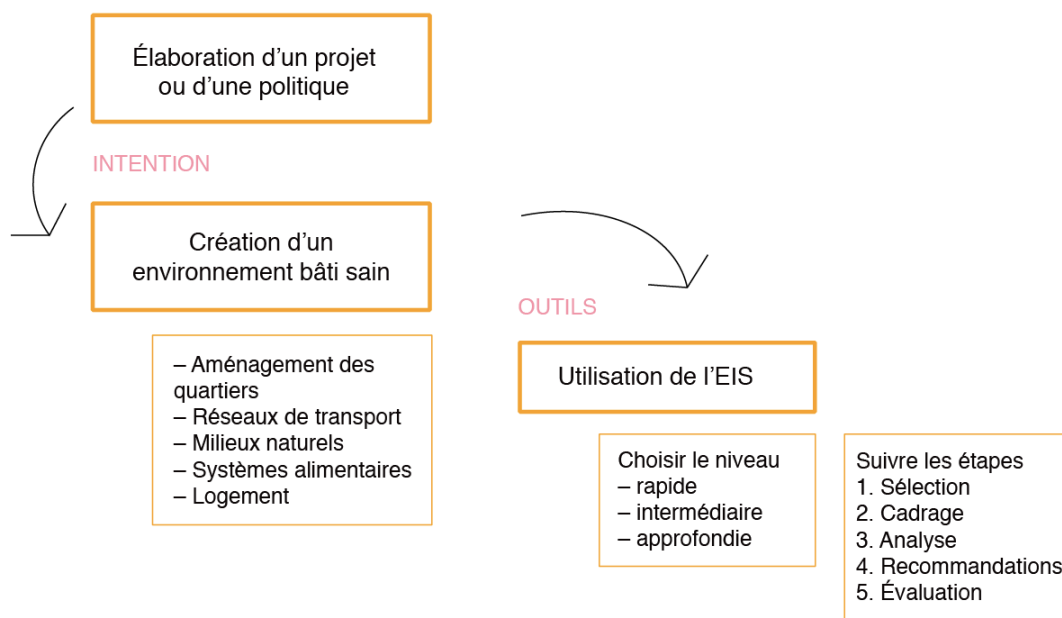 Élaboration d’un projet
ou d’une politique
INTENTION
Création d’un
environnement bâti sain
– Aménagement des
quartiers
– Réseaux de transport
– Milieux naturels
– Systèmes alimentaires
– Logement
OUTILS
Utilisation de l’EIS
Choisir le niveau
– rapide
– intermédiaire
– approfondie
Suivre les étapes
1. Sélection
2. Cadrage
3. Analyse
4. Recommandations
5. Évaluation